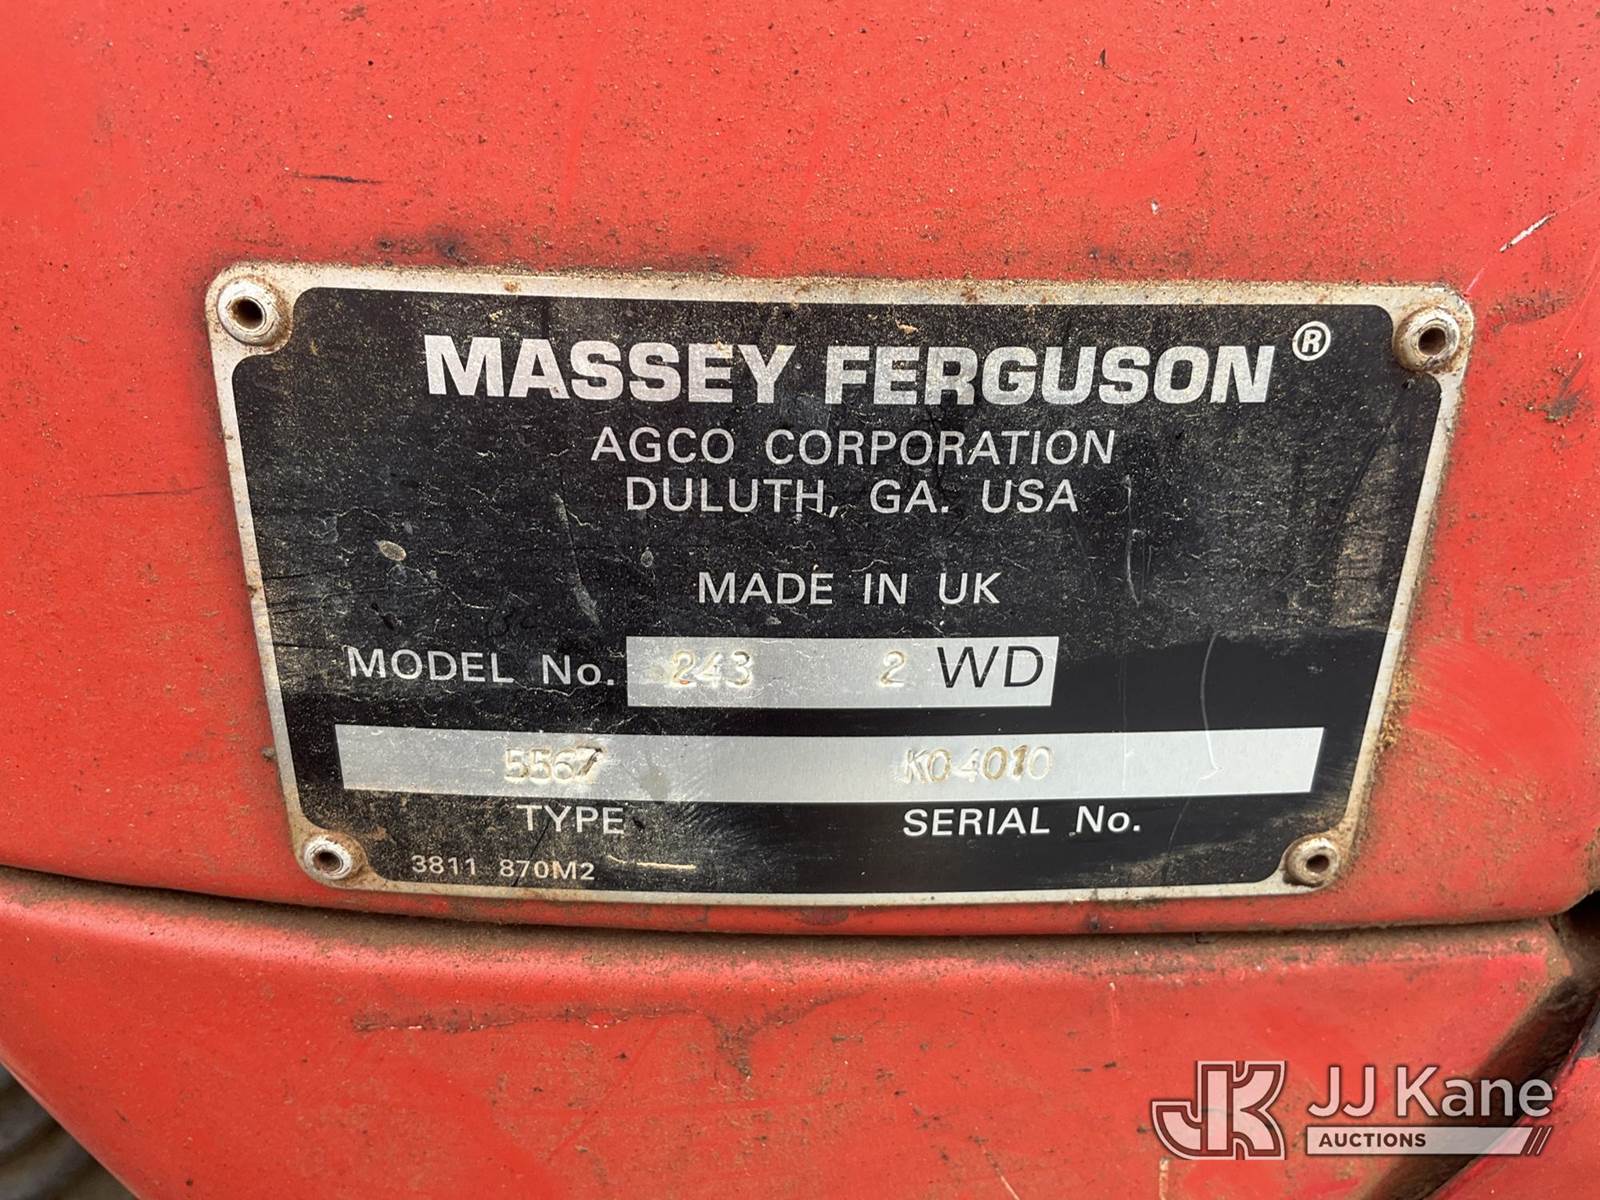 MASSEY FERGUSON®
AGCO CORPORATION
DULUTH, GA. USA
MADE IN UK
MODEL No. 243 2 WD
5567 K04010
TYPE SERIAL No.
3811 870M2
JK JJ Kane
AUCTIONS